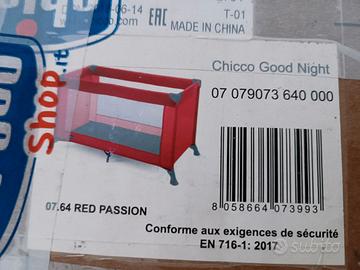 -06-14
EAC
T-01
MADE IN CHINA
Chicco Good Night
07 079073 640 000
Shop.it
07.64 RED PASSION
8 058664 073993
Conforme aux exigences de sécurité
EN 716-1: 2017
subito